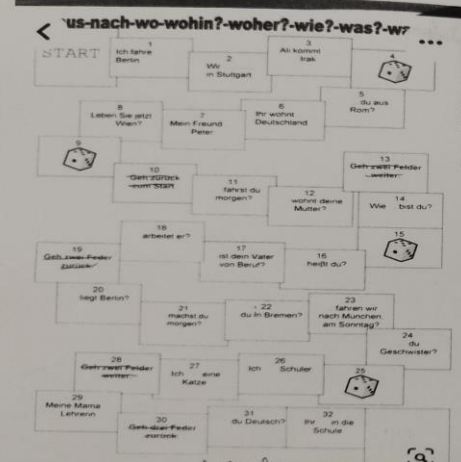 us-nach-wo-wohin?-woher?-wie?-was?-
START
1
Ich fahre
Berlin
2
Wir
in Stuttgart
3
Ali kommt
Irak
4
5
du aus
Rom?
6
Ihr wohnt
Deutschland
7
Mein Freund
Peter
8
Leben Sie jetzt
Wien?
9
10
Geh zurück
zum Start
11
fährst du
morgen?
12
wohnt deine
Mutter?
13
Geh zwei Felder
weiter
14
Wie bist du?
15
16
heißt du?
17
ist dein Vater
von Beruf?
18
arbeitet er?
19
Geh zwei Feder
zurück
20
liegt Berlin?
21
machst du
morgen?
22
du in Bremen?
23
fahren wir
nach München
am Sonntag?
24
du
Geschwister?
25
26
Ich Schüler
27
Ich eine
Katze
28
Geh zwei Felder
weiter
29
Meine Mama
Lehrerin
30
Geh drei Felder
zurück
31
du Deutsch?
32
Ihr in die
Schule